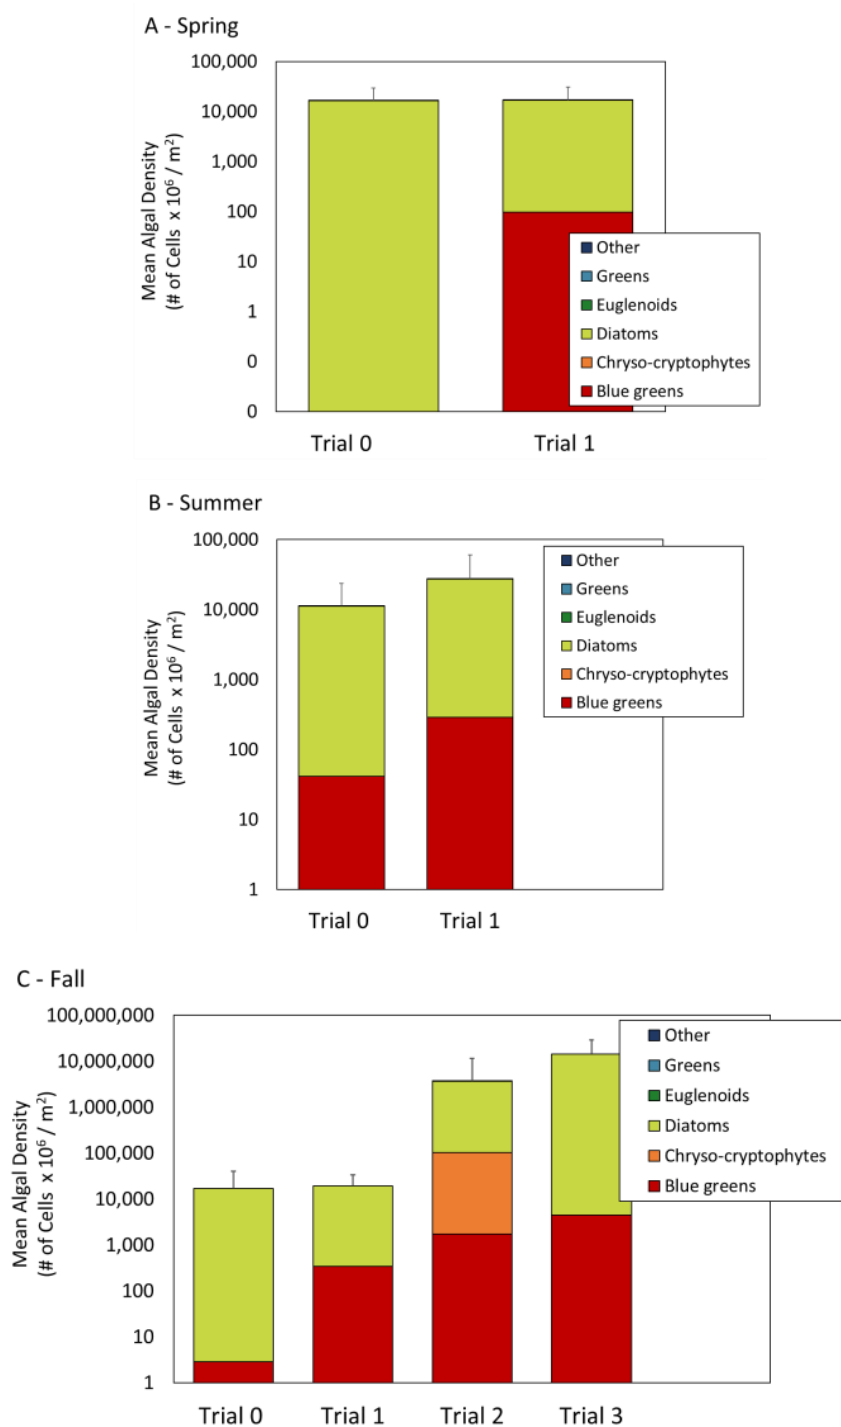 A - Spring
Mean Algal Density
(# of Cells x 10⁶ / m²)
100,000
10,000
1,000
100
10
1
0
0
Other
Greens
Euglenoids
Diatoms
Chryso-cryptophytes
Blue greens
Trial 0
Trial 1
B - Summer
Mean Algal Density
(# of Cells x 10⁶ / m²)
100,000
10,000
1,000
100
10
1
Other
Greens
Euglenoids
Diatoms
Chryso-cryptophytes
Blue greens
Trial 0
Trial 1
C - Fall
Mean Algal Density
(# of Cells x 10⁶ / m²)
100,000,000
10,000,000
1,000,000
100,000
10,000
1,000
100
10
1
Other
Greens
Euglenoids
Diatoms
Chryso-cryptophytes
Blue greens
Trial 0
Trial 1
Trial 2
Trial 3